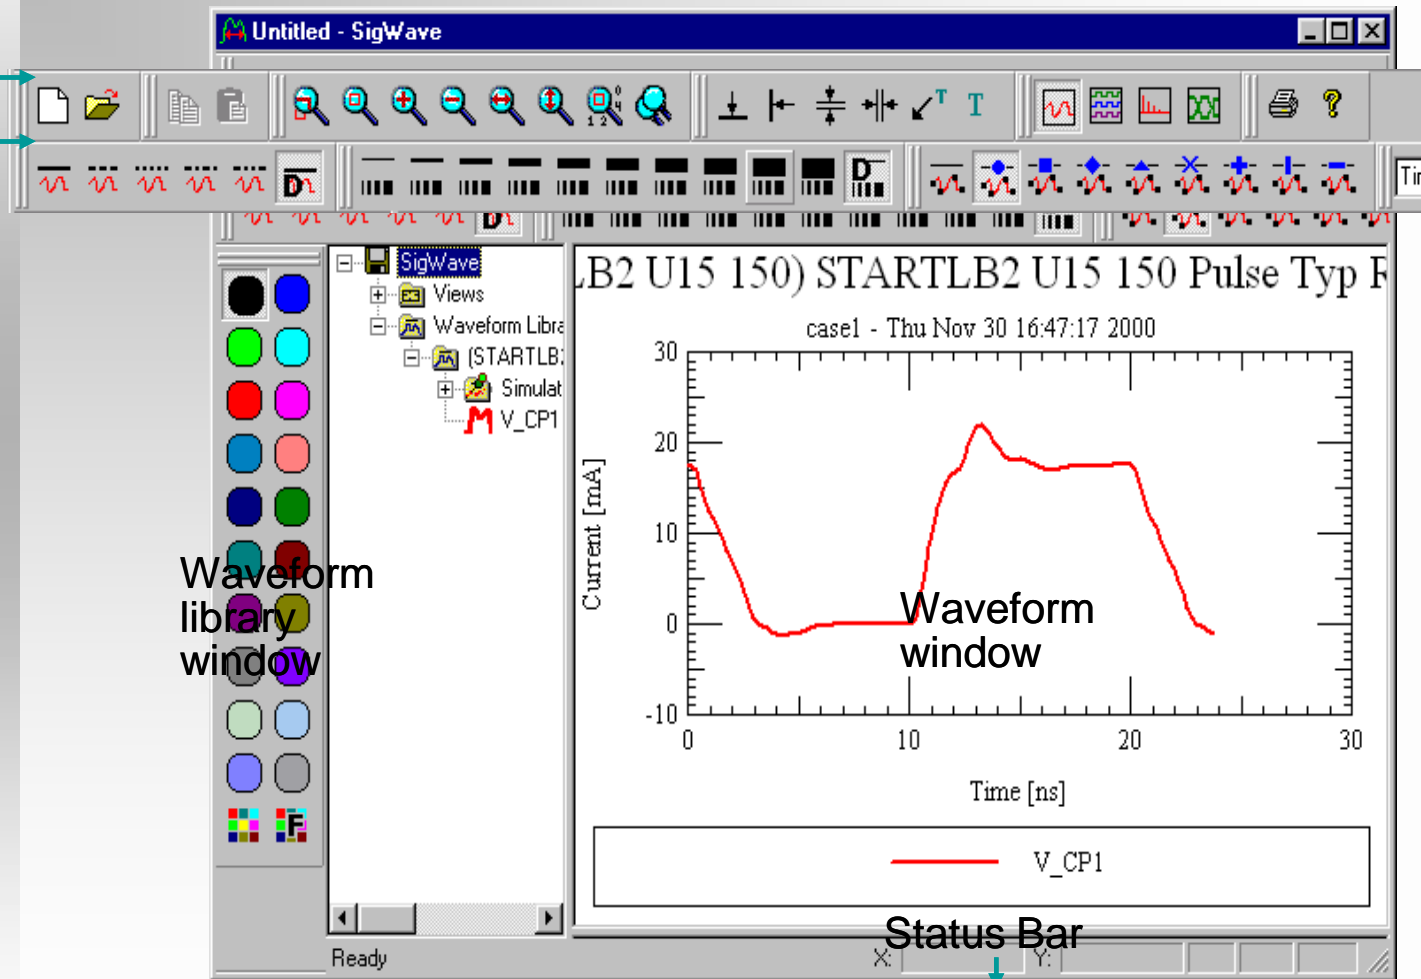 Untitled - SigWave
Tir
SigWave
Views
Waveform Libra
(STARTLB2
Simulat
V_CP1
LB2 U15 150) STARTLB2 U15 150 Pulse Typ R
case1 - Thu Nov 30 16:47:17 2000
30
20
10
0
-10
Current [mA]
0 10 20 30
Time [ns]
V_CP1
Waveform
library
window
Waveform
window
Status Bar
Ready X: Y: